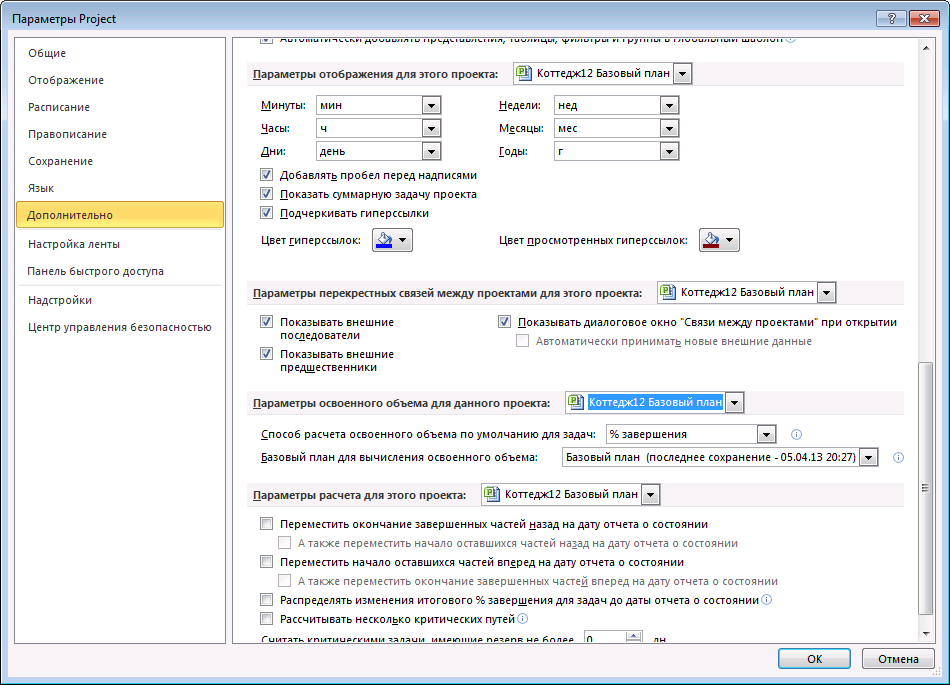 Параметры Project
Общие
Отображение
Расписание
Правописание
Сохранение
Язык
Дополнительно
Настройка ленты
Панель быстрого доступа
Надстройки
Центр управления безопасностью
Автоматически добавлять представления, таблицы, фильтры и группы в глобальный шаблон
Параметры отображения для этого проекта: Коттедж12 Базовый план
Минуты: мин Недели: нед
Часы: ч Месяцы: мес
Дни: день Годы: г
Добавлять пробел перед надписями
Показать суммарную задачу проекта
Подчеркивать гиперссылки
Цвет гиперссылок: Цвет просмотренных гиперссылок:
Параметры перекрестных связей между проектами для этого проекта: Коттедж12 Базовый план
Показывать внешние
последователи
Показывать диалоговое окно "Связи между проектами" при открытии
Автоматически принимать новые внешние данные
Показывать внешние
предшественники
Параметры освоенного объема для данного проекта: Коттедж12 Базовый план
Способ расчета освоенного объема по умолчанию для задач: % завершения
Базовый план для вычисления освоенного объема: Базовый план (последнее сохранение - 05.04.13 20:27)
Параметры расчета для этого проекта: Коттедж12 Базовый план
Переместить окончание завершенных частей назад на дату отчета о состоянии
А также переместить начало оставшихся частей назад на дату отчета о состоянии
Переместить начало оставшихся частей вперед на дату отчета о состоянии
А также переместить окончание завершенных частей вперед на дату отчета о состоянии
Распределять изменения итогового % завершения для задач до даты отчета о состоянии
Рассчитывать несколько критических путей
Считать критическими задачи, имеющие резерв не более 0 дн
ОК Отмена